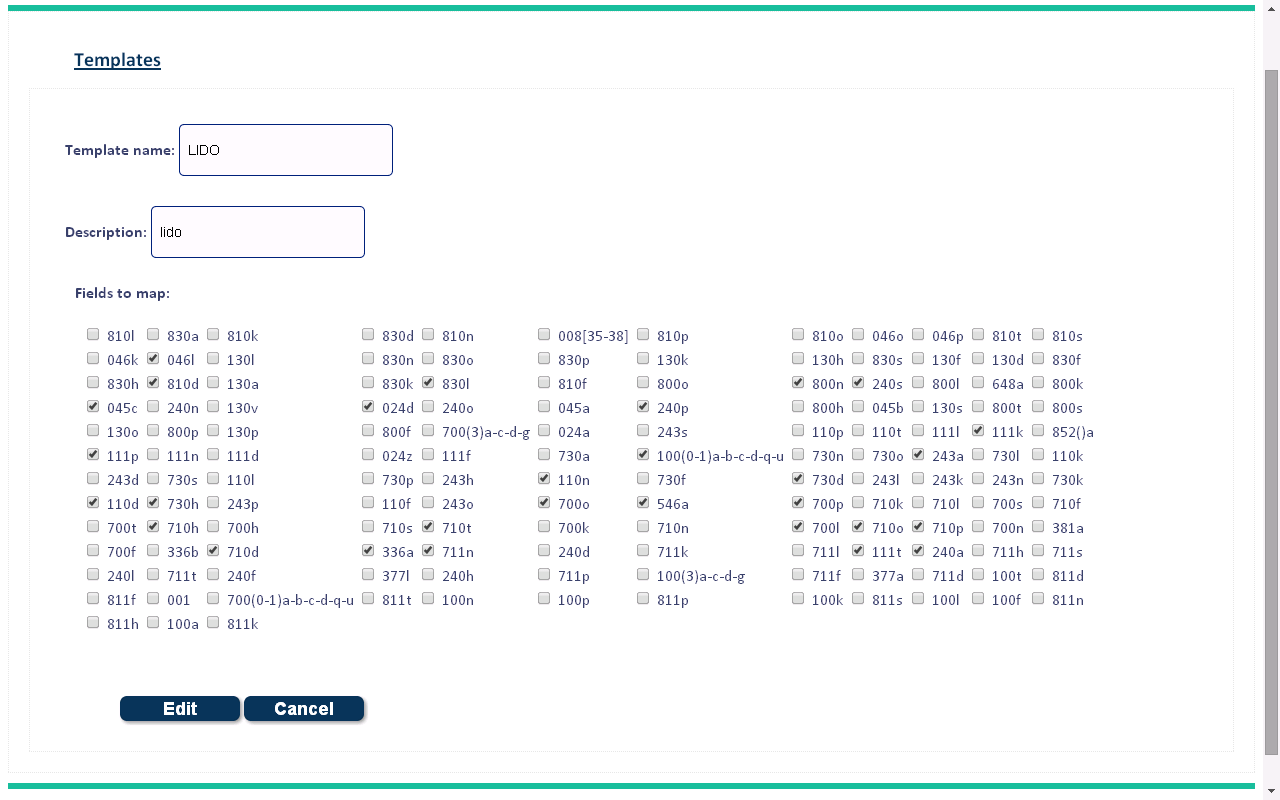 Templates
Template name: LIDO
Description: lido
Fields to map:
810l 830a 810k 830d 810n 008[35-38] 810p 810o 046o 046p 810t 810s
046k 046l 130l 830n 830o 830p 130k 130h 830s 130f 130d 830f
830h 810d 130a 830k 830l 810f 800o 800n 240s 800l 648a 800k
045c 240n 130v 024d 240o 045a 240p 800h 045b 130s 800t 800s
130o 800p 130p 800f 700(3)a-c-d-g 024a 243s 110p 110t 111l 111k 852()a
111p 111n 111d 024z 111f 730a 100(0-1)a-b-c-d-q-u 730n 730o 243a 730l 110k
243d 730s 110l 730p 243h 110n 730f 730d 243l 243k 243n 730k
110d 730h 243p 110f 243o 700o 546a 700p 710k 710l 700s 710f
700t 710h 700h 710s 710t 700k 710n 700l 710o 710p 700n 381a
700f 336b 710d 336a 711n 240d 711k 711l 111t 240a 711h 711s
240l 711t 240f 377l 240h 711p 100(3)a-c-d-g 711f 377a 711d 100t 811d
811f 001 700(0-1)a-b-c-d-q-u 811t 100n 100p 811p 100k 811s 100l 100f 811n
811h 100a 811k
Edit Cancel